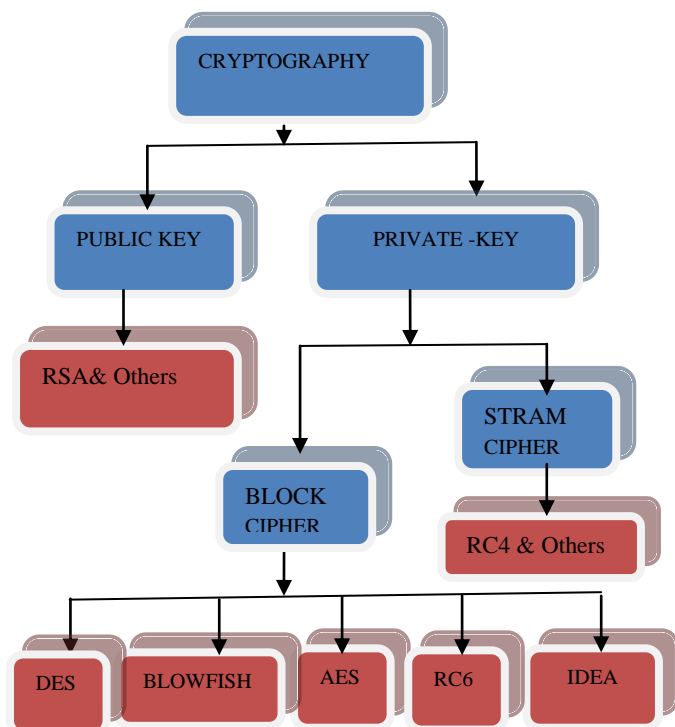 CRYPTOGRAPHY
PUBLIC KEY
PRIVATE -KEY
RSA& Others
STRAM
CIPHER
BLOCK
CIPHER
RC4 & Others
DES
BLOWFISH
AES
RC6
IDEA